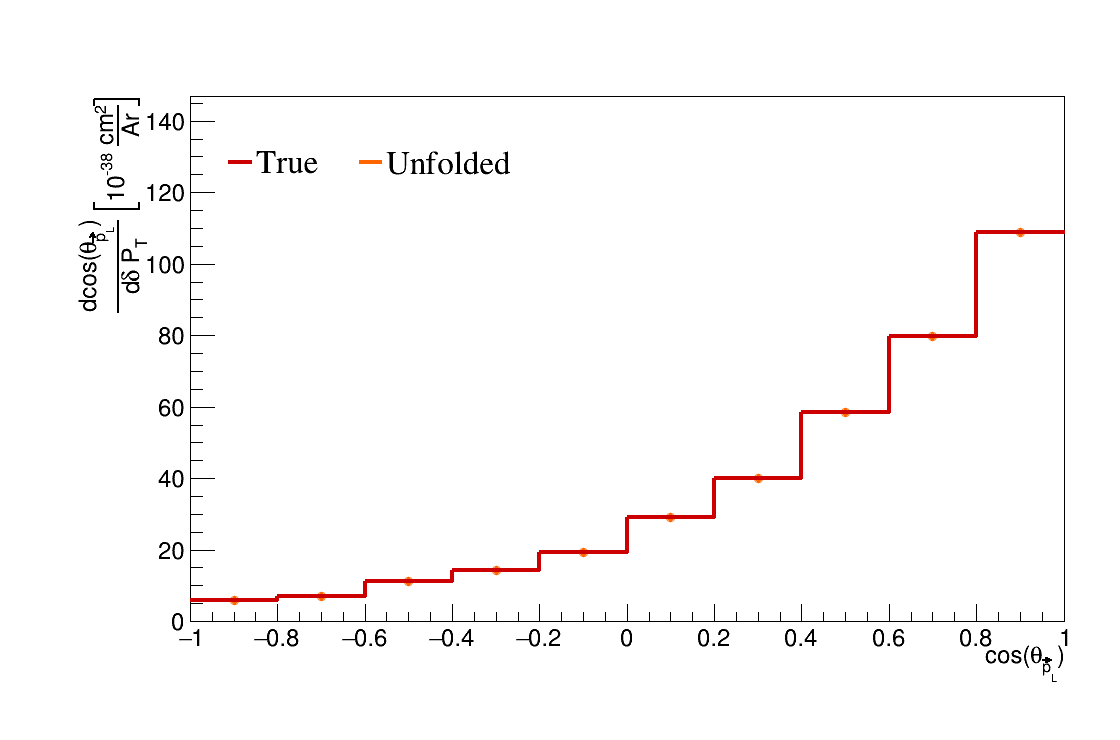 dcos(θ_{p⃗_L})
dδ P_T
[10^{-38} cm²/Ar]
140
120
100
80
60
40
20
0
True
Unfolded
−1 −0.8 −0.6 −0.4 −0.2 0 0.2 0.4 0.6 0.8 1
cos(θ_{p⃗_L})